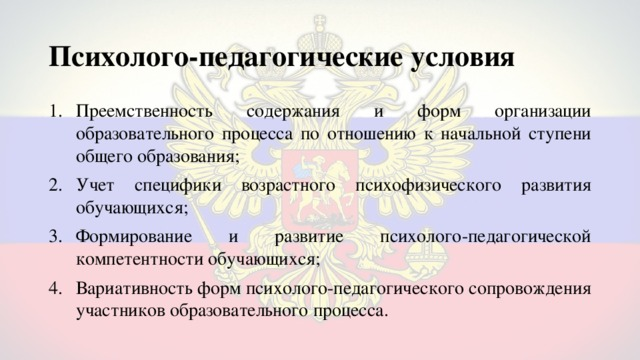 Психолого-педагогические условия
1. Преемственность содержания и форм организации
образовательного процесса по отношению к начальной ступени
общего образования;
2. Учет специфики возрастного психофизического развития
обучающихся;
3. Формирование и развитие психолого-педагогической
компетентности обучающихся;
4. Вариативность форм психолого-педагогического сопровождения
участников образовательного процесса.